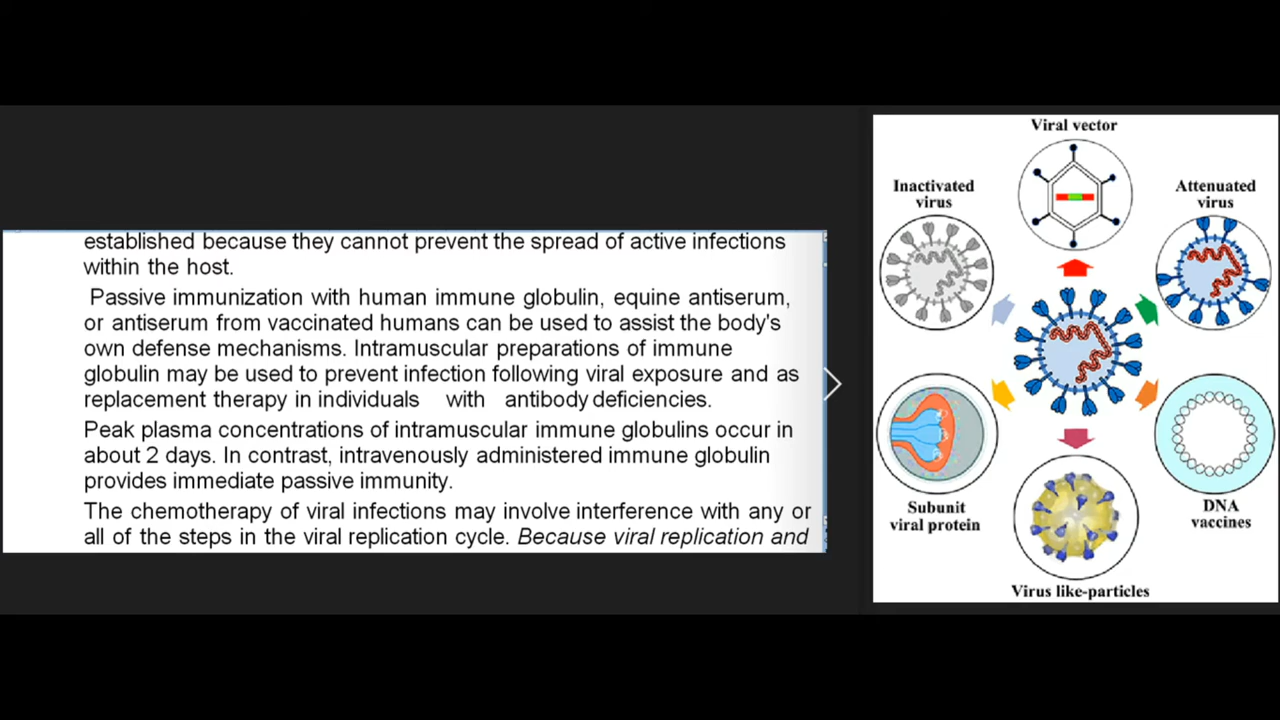 established because they cannot prevent the spread of active infections
within the host.
Passive immunization with human immune globulin, equine antiserum,
or antiserum from vaccinated humans can be used to assist the body's
own defense mechanisms. Intramuscular preparations of immune
globulin may be used to prevent infection following viral exposure and as
replacement therapy in individuals with antibody deficiencies.
Peak plasma concentrations of intramuscular immune globulins occur in
about 2 days. In contrast, intravenously administered immune globulin
provides immediate passive immunity.
The chemotherapy of viral infections may involve interference with any or
all of the steps in the viral replication cycle. Because viral replication and
Viral vector
Inactivated
virus
Attenuated
virus
Subunit
viral protein
DNA
vaccines
Virus like-particles